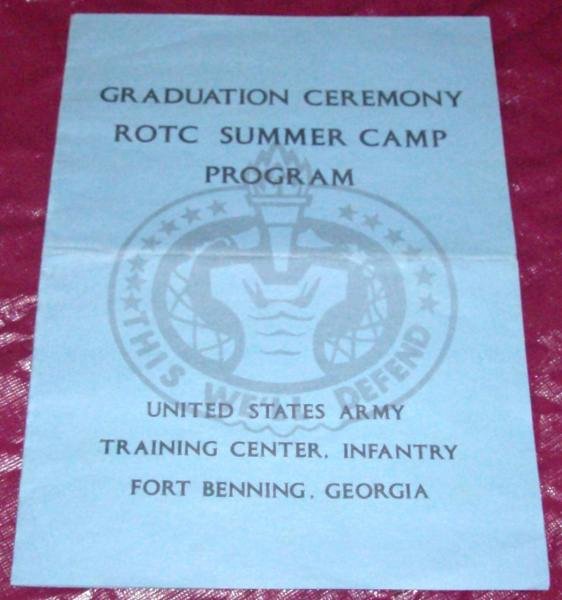 GRADUATION CEREMONY
ROTC SUMMER CAMP
PROGRAM
THIS WE'LL DEFEND
UNITED STATES ARMY
TRAINING CENTER, INFANTRY
FORT BENNING, GEORGIA